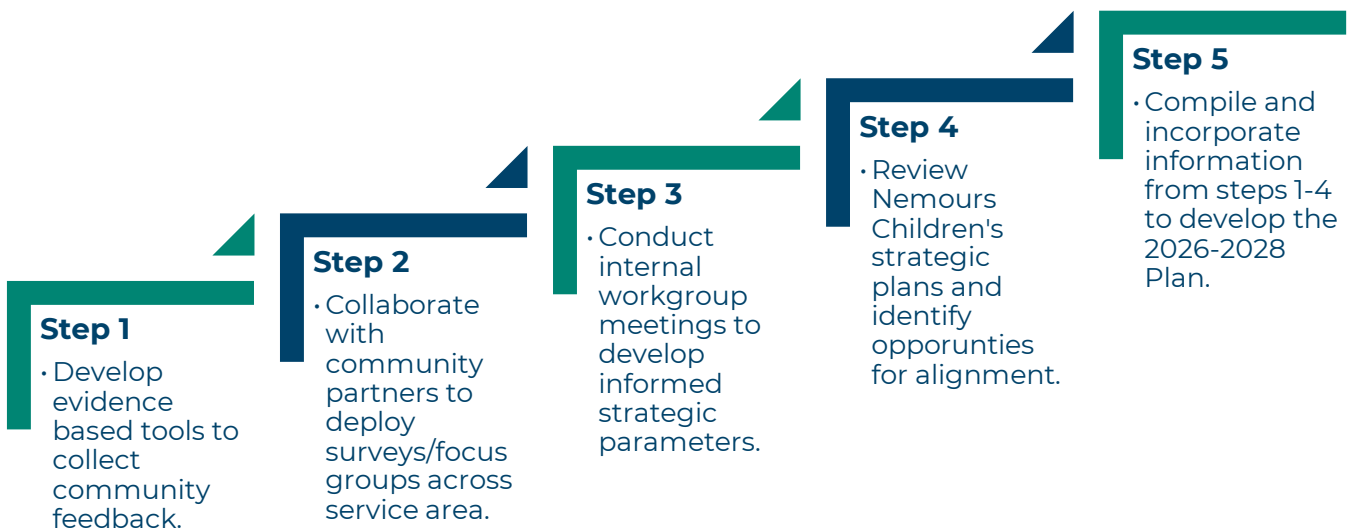 Step 1
· Develop
evidence
based tools to
collect
community
feedback.
Step 2
· Collaborate
with
community
partners to
deploy
surveys/focus
groups across
service area.
Step 3
· Conduct
internal
workgroup
meetings to
develop
informed
strategic
parameters.
Step 4
· Review
Nemours
Children's
strategic
plans and
identify
opporunties
for alignment.
Step 5
· Compile and
incorporate
information
from steps 1-4
to develop the
2026-2028
Plan.